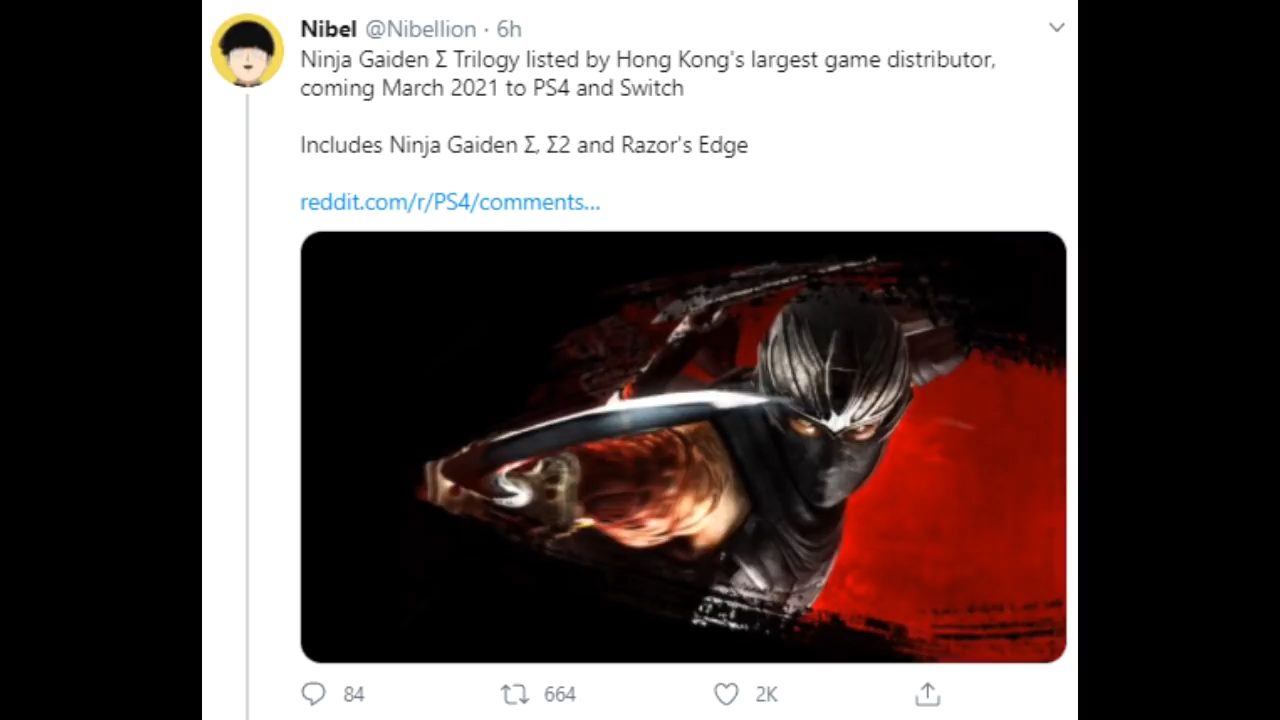 Nibel @Nibellion · 6h
Ninja Gaiden Σ Trilogy listed by Hong Kong's largest game distributor,
coming March 2021 to PS4 and Switch
Includes Ninja Gaiden Σ, Σ2 and Razor's Edge
reddit.com/r/PS4/comments...
84 664 2K